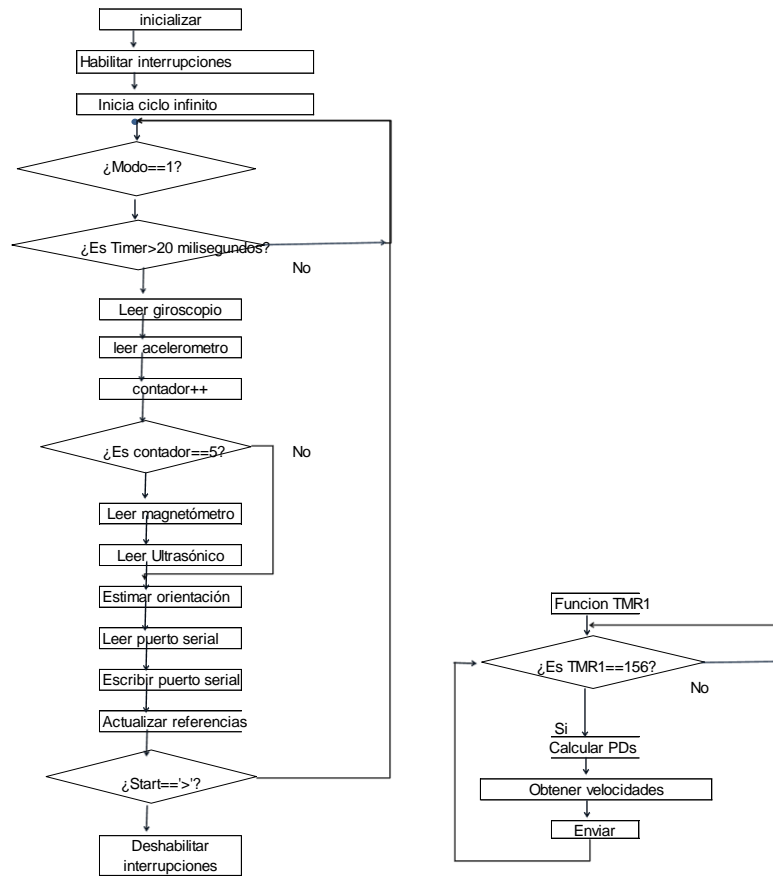 inicializar
Habilitar interrupciones
Inicia ciclo infinito
¿Modo==1?
¿Es Timer>20 milisegundos?
No
Leer giroscopio
leer acelerometro
contador++
¿Es contador==5?
No
Leer magnetómetro
Leer Ultrasónico
Estimar orientación
Leer puerto serial
Escribir puerto serial
Actualizar referencias
¿Start=='>'?
Deshabilitar
interrupciones
Funcion TMR1
¿Es TMR1==156?
No
Si
Calcular PDs
Obtener velocidades
Enviar